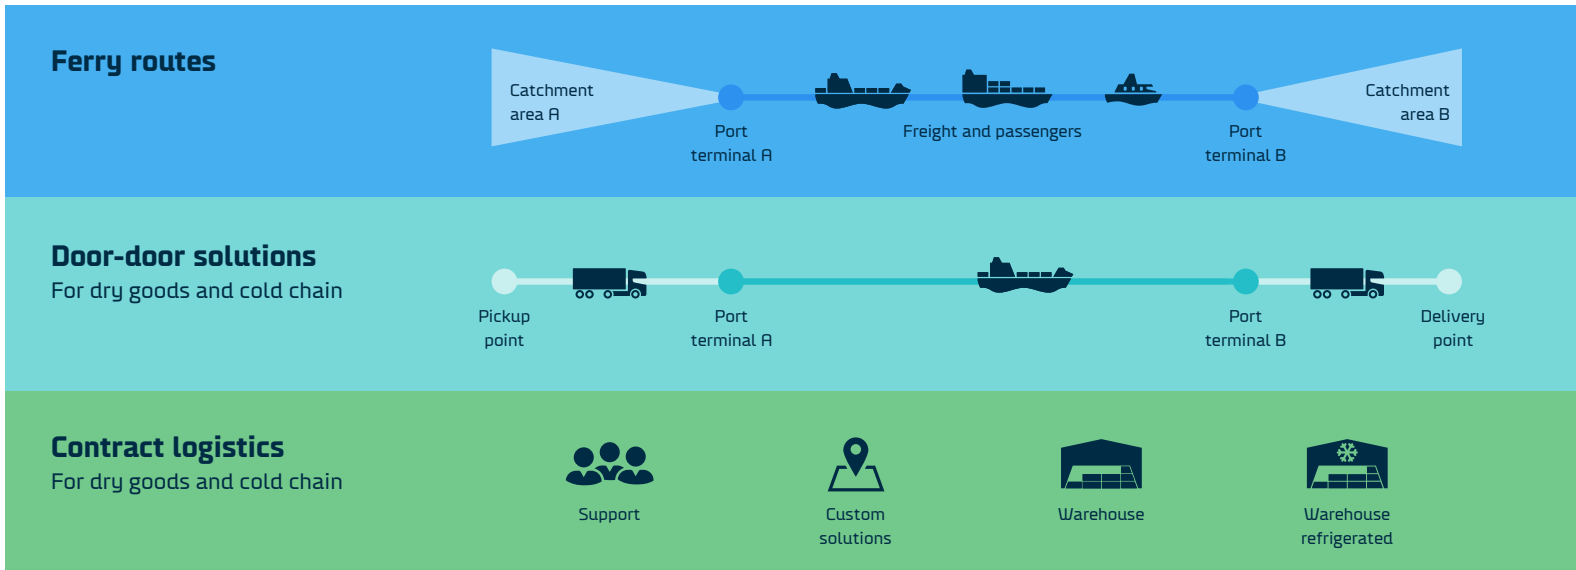 Ferry routes
Catchment
area A
Port
terminal A
Freight and passengers
Port
terminal B
Catchment
area B
Door-door solutions
For dry goods and cold chain
Pickup
point
Port
terminal A
Port
terminal B
Delivery
point
Contract logistics
For dry goods and cold chain
Support
Custom
solutions
Warehouse
Warehouse
refrigerated